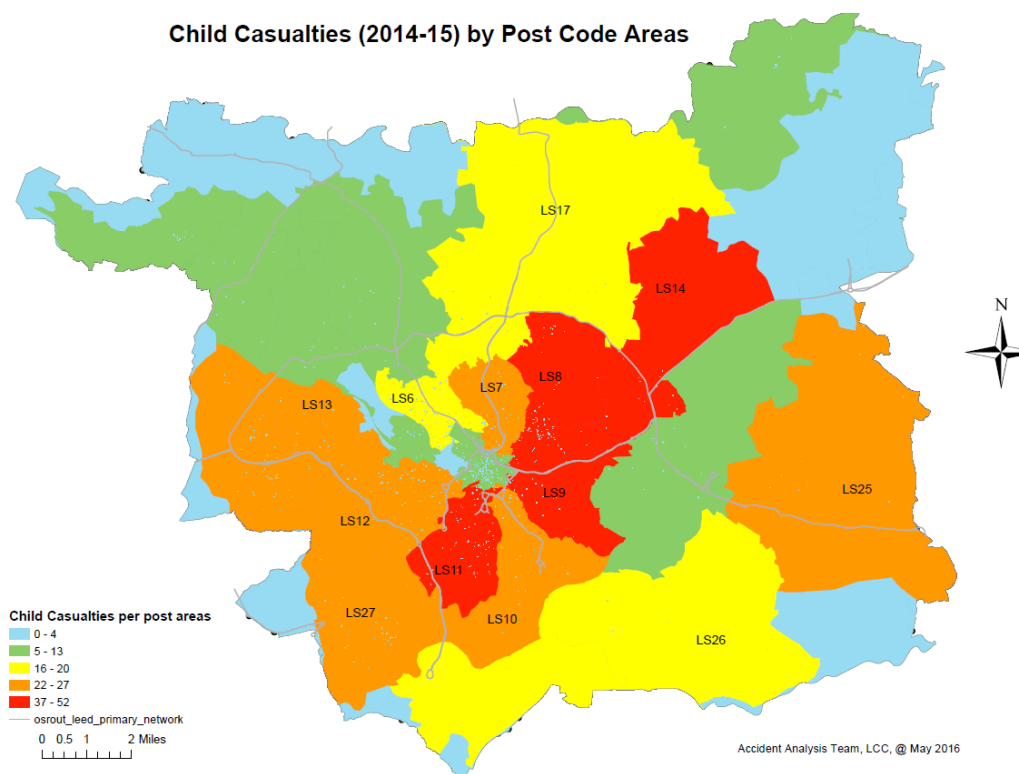 Child Casualties (2014-15) by Post Code Areas
LS17
LS14
N
LS8
LS7
LS6
LS13
LS25
LS9
LS12
LS11
LS27
LS10
LS26
Child Casualties per post areas
0 - 4
5 - 13
16 - 20
22 - 27
37 - 52
osrout_leed_primary_network
0 0.5 1 2 Miles
Accident Analysis Team, LCC, @ May 2016